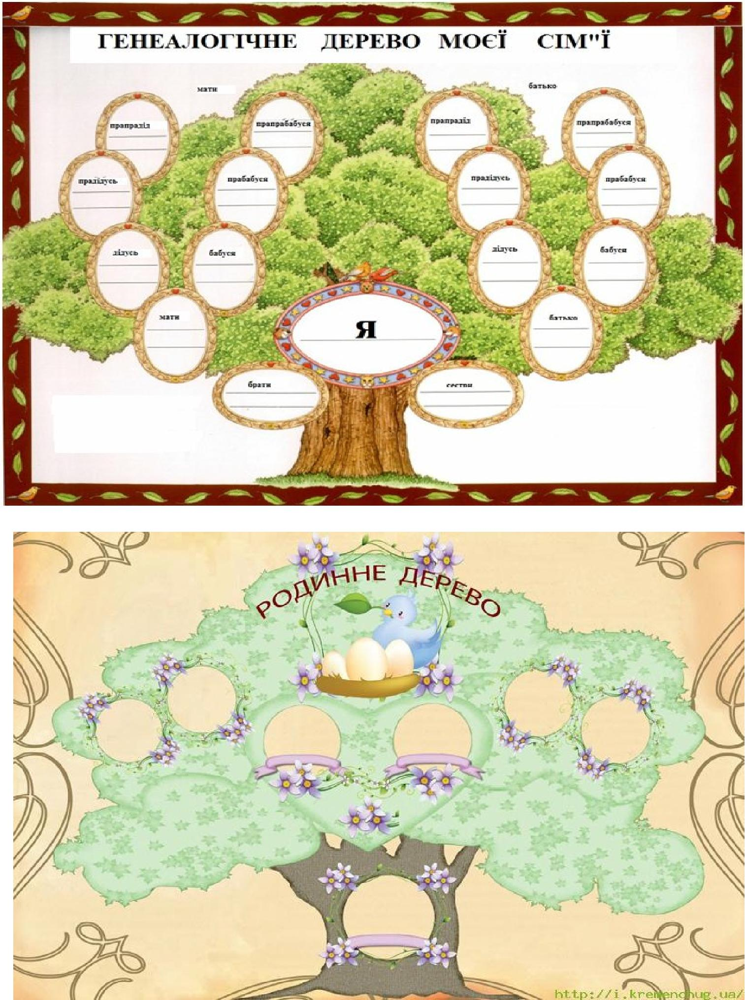 ГЕНЕАЛОГІЧНЕ ДЕРЕВО МОЄЇ СІМ"Ї
мати
батько
прапрадід
прапрабабуся
прапрадід
прапрабабуся
прадідусь
прабабуся
прадідусь
прабабуся
дідусь
бабуся
дідусь
бабуся
мати
Я
батько
брати
сестри
РОДИННЕ ДЕРЕВО
http://i.kremenchug.ua/